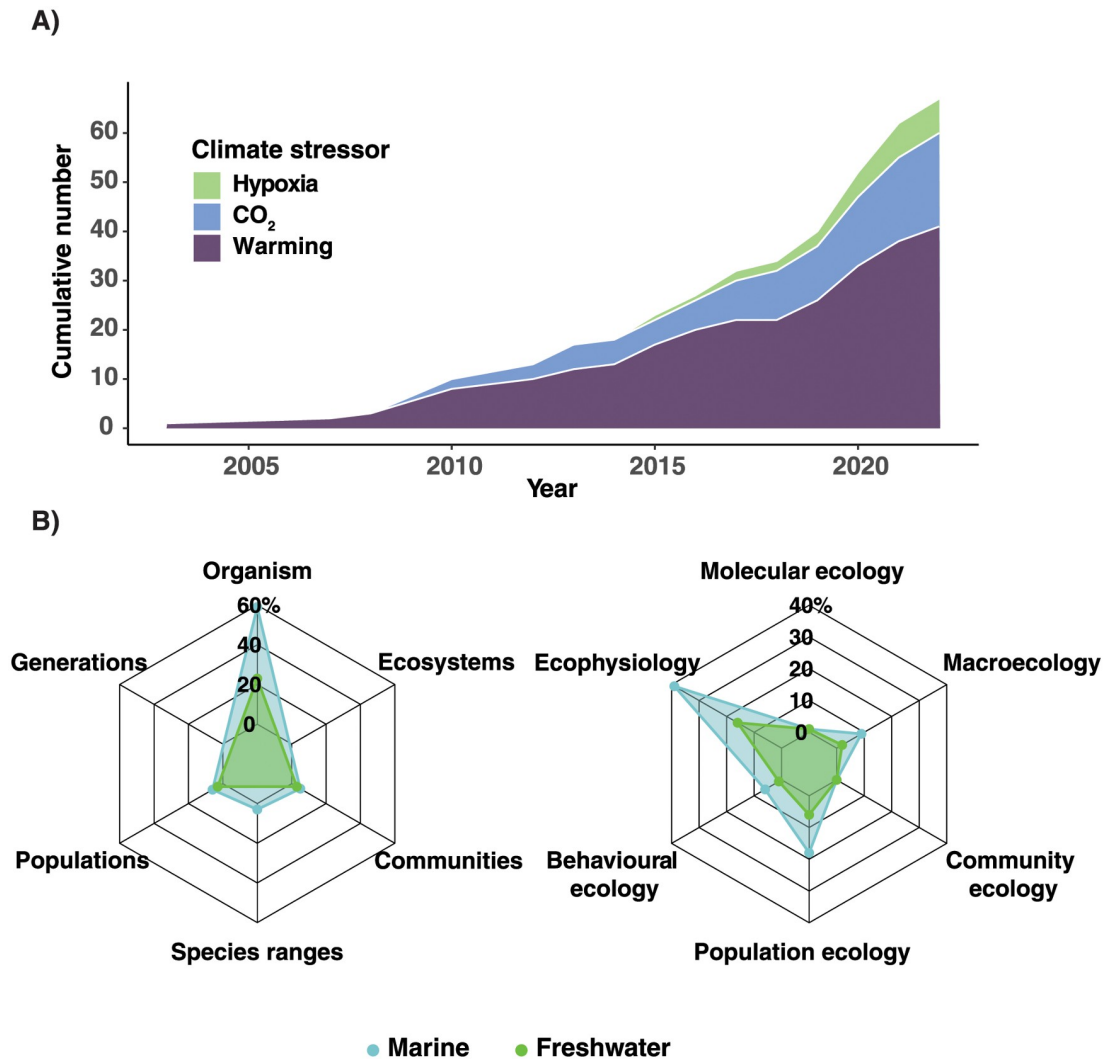 A)
Cumulative number
60
50
40
30
20
10
0
Climate stressor
Hypoxia
CO₂
Warming
2005 2010 2015 2020
Year
B)
Organism
60%
40
20
0
Generations
Ecosystems
Populations
Communities
Species ranges
Molecular ecology
40%
30
20
10
0
Ecophysiology
Macroecology
Behavioural
ecology
Community
ecology
Population ecology
Marine Freshwater